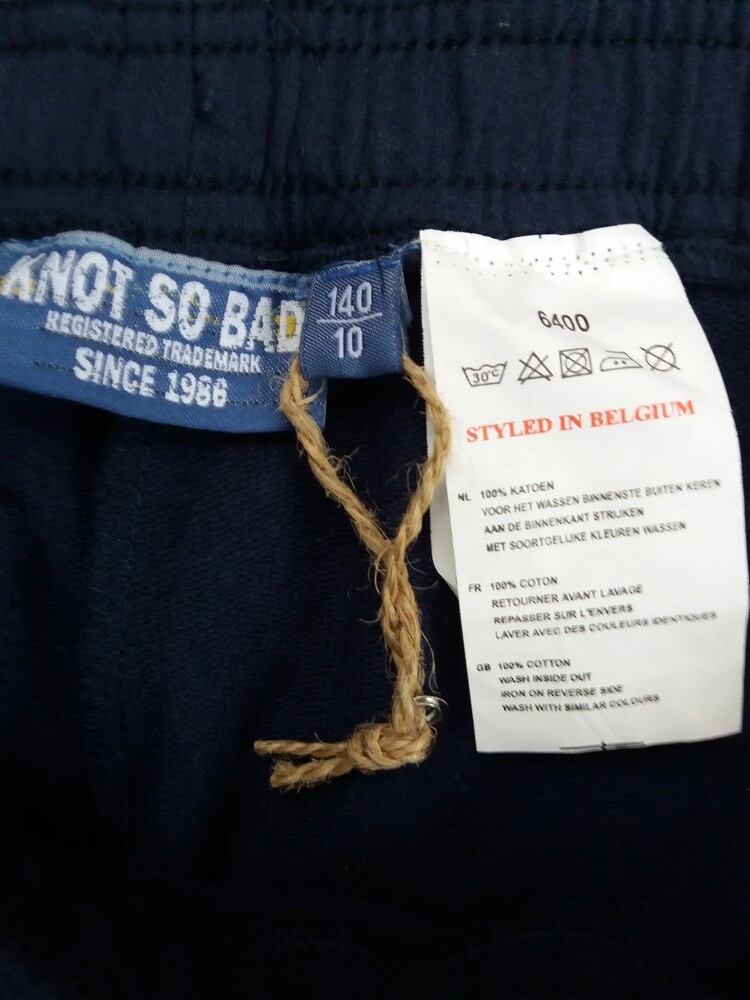 KNOT SO BAD
REGISTERED TRADEMARK
SINCE 1986
140
10
6400
30°C
STYLED IN BELGIUM
NL 100% KATOEN
VOOR HET WASSEN BINNENSTE BUITEN KEREN
AAN DE BINNENKANT STRIJKEN
MET SOORTGELIJKE KLEUREN WASSEN
FR 100% COTON
RETOURNER AVANT LAVAGE
REPASSER SUR L'ENVERS
LAVER AVEC DES COULEURS IDENTIQUES
GB 100% COTTON
WASH INSIDE OUT
IRON ON REVERSE SIDE
WASH WITH SIMILAR COLOURS